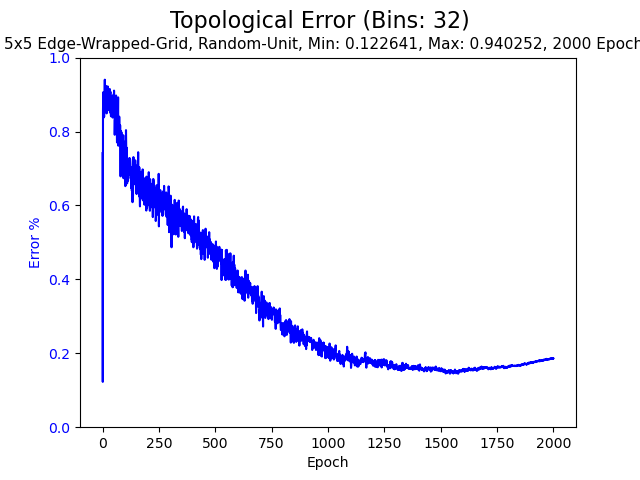 Topological Error (Bins: 32)
5x5 Edge-Wrapped-Grid, Random-Unit, Min: 0.122641, Max: 0.940252, 2000 Epoch
1.0
0.8
0.6
0.4
0.2
0.0
Error %
0 250 500 750 1000 1250 1500 1750 2000
Epoch